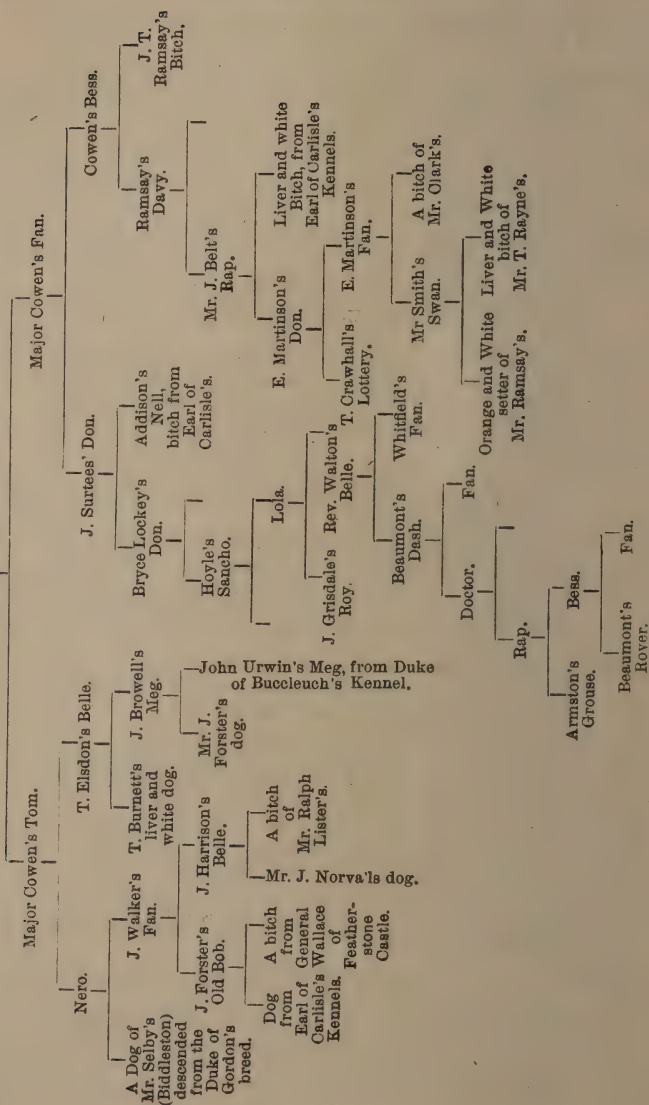 Major Cowen's Tom.
Major Cowen's Fan.
Nero.
T. Elsdon's Belle.
J. Surtees' Don.
Cowen's Bess.
A Dog of
Mr. Selby's
(Biddleston)
descended
from the
Duke of
Gordon's
breed.
J. Walker's
Fan.
T. Burnett's
liver and
white dog.
J. Browell's
Meg.
Bryce Lockey's
Don.
Addison's
Nell,
bitch from
Earl of
Carlisle's.
Ramsay's
Davy.
J. T.
Ramsay's
Bitch.
J. Forster's
Old Bob.
J. Harrison's
Belle.
Mr. J.
Forster's
dog.
John Urwin's Meg, from Duke
of Buccleuch's Kennel.
Hoyle's
Sancho.
Mr. J. Belt's
Rap.
Dog
from
Earl of
Carlisle's
Kennels.
A bitch
from
General
Wallace
of
Feather-
stone
Castle.
Mr. J. Norva'ls dog.
A bitch
of
Mr. Ralph
Lister's.
Lola.
E. Martinson's
Don.
Liver and white
Bitch, from
Earl of Carlisle's
Kennels.
J. Grisdale's
Roy.
Rev. Walton's
Belle.
T. Crawhall's
Lottery.
E. Martinson's
Fan.
Beaumont's
Dash.
Whitfield's
Fan.
Mr Smith's
Swan.
A bitch of
Mr. Clark's.
Doctor.
Fan.
Orange and White
setter of
Mr. Ramsay's.
Liver and White
bitch of
Mr. T. Rayne's.
Rap.
Armston's
Grouse.
Bess.
Beaumont's
Rover.
Fan.